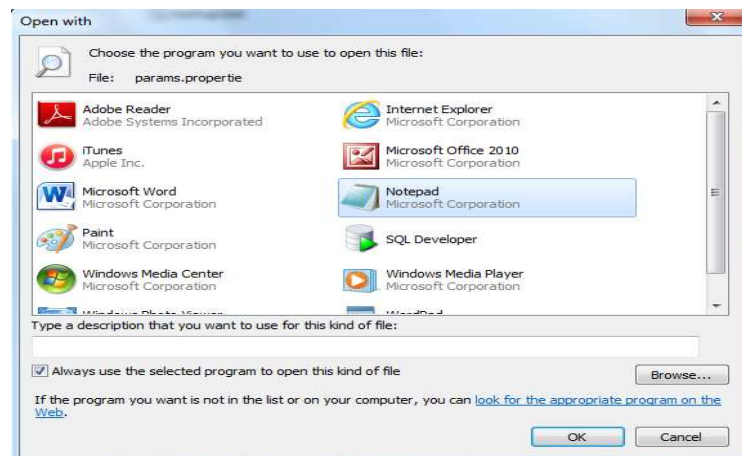 Open with
Choose the program you want to use to open this file:
File: params.propertie
Adobe Reader
Adobe Systems Incorporated
Internet Explorer
Microsoft Corporation
iTunes
Apple Inc.
Microsoft Office 2010
Microsoft Corporation
Microsoft Word
Microsoft Corporation
Notepad
Microsoft Corporation
Paint
Microsoft Corporation
SQL Developer
Windows Media Center
Microsoft Corporation
Windows Media Player
Microsoft Corporation
Windows Photo Viewer
WordPad
Type a description that you want to use for this kind of file:
Always use the selected program to open this kind of file
Browse...
If the program you want is not in the list or on your computer, you can look for the appropriate program on the
Web.
OK
Cancel